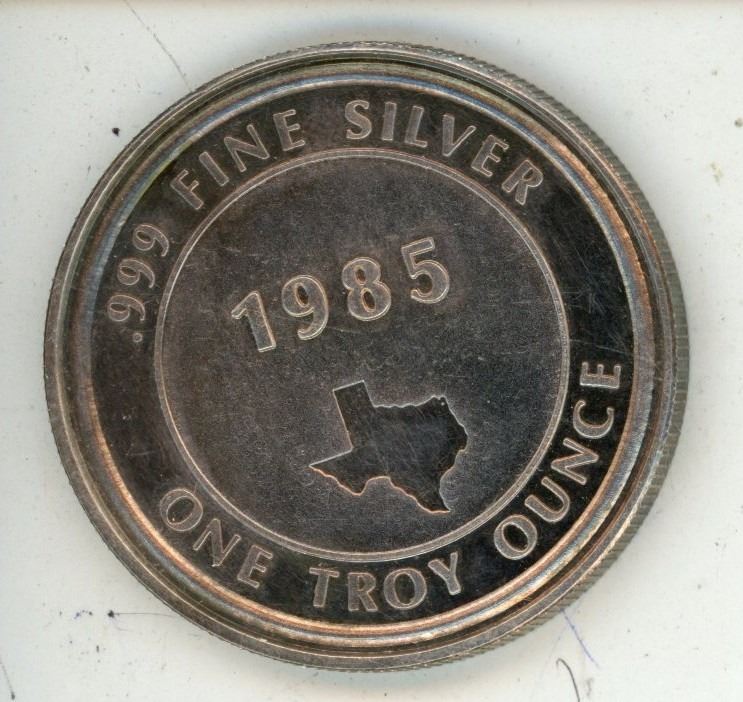 .999 FINE SILVER
1985
ONE TROY OUNCE